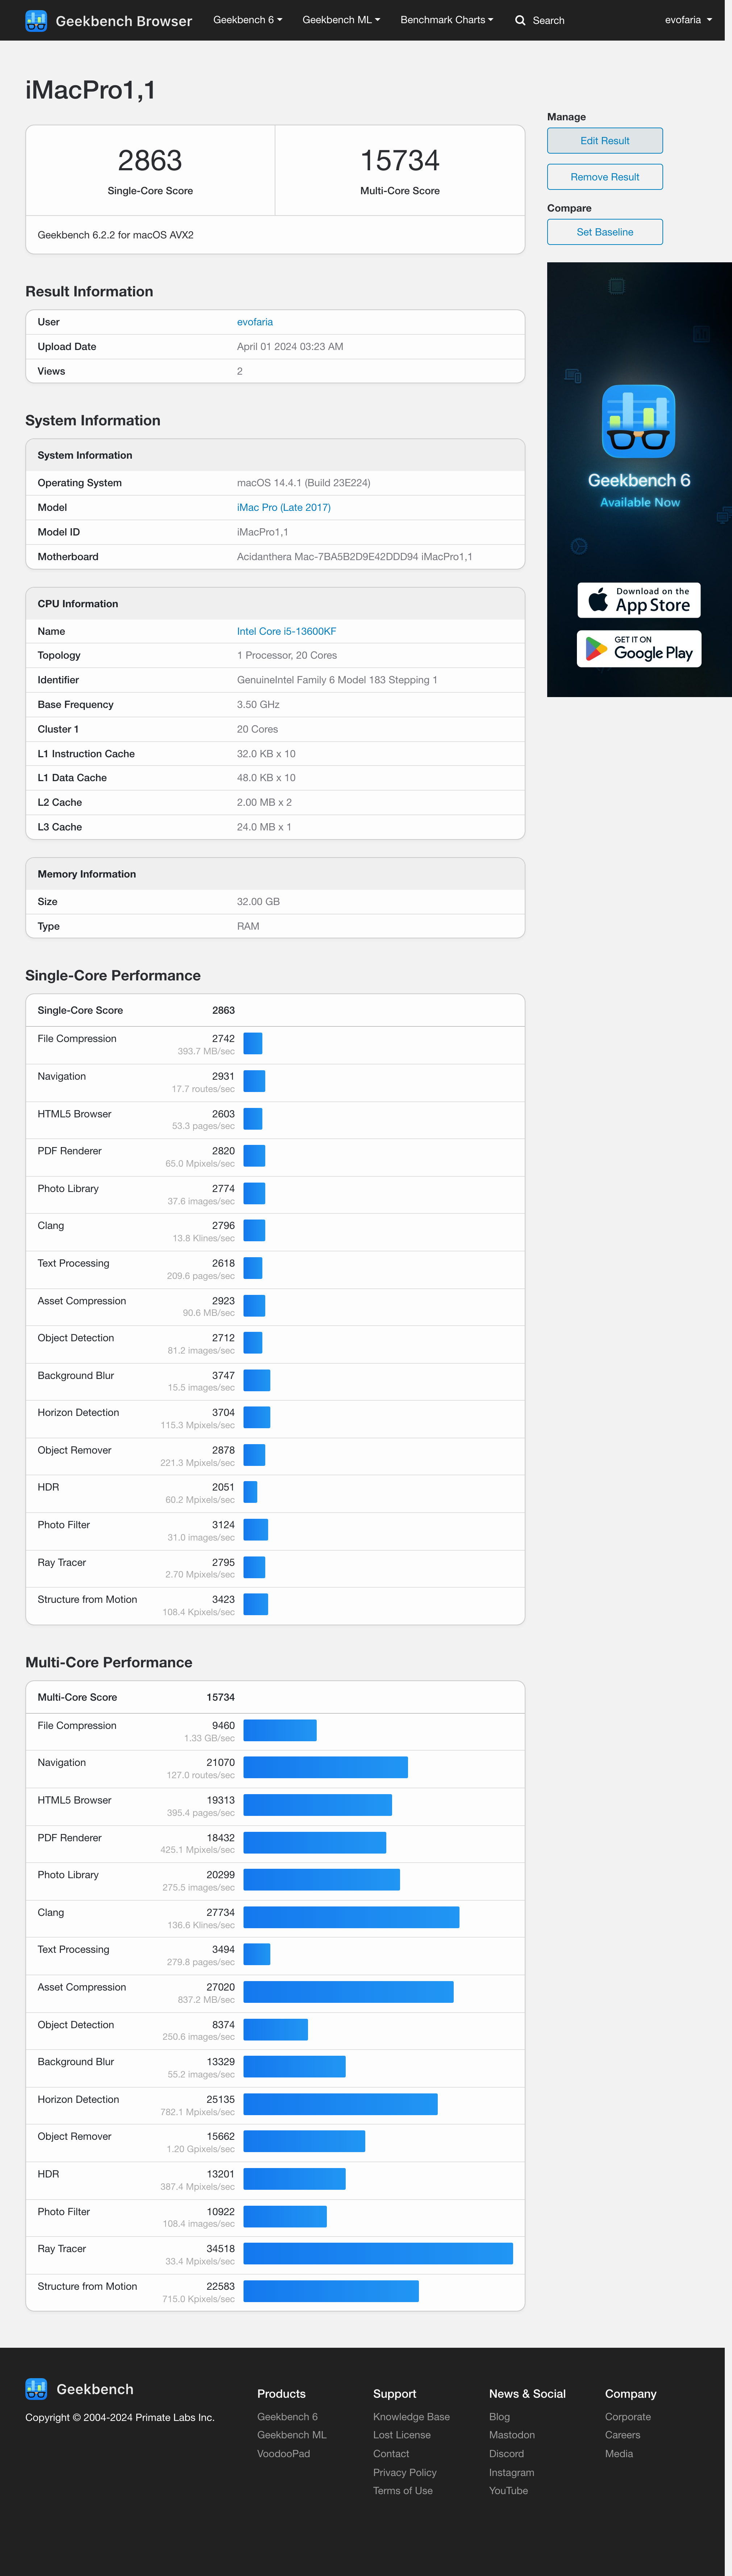 Geekbench Browser Geekbench 6 Geekbench ML Benchmark Charts Search evofaria
iMacPro1,1
2863 15734
Single-Core Score Multi-Core Score
Geekbench 6.2.2 for macOS AVX2
Manage
Edit Result
Remove Result
Compare
Set Baseline
Geekbench 6
Available Now
Download on the
App Store
GET IT ON
Google Play
Result Information
User evofaria
Upload Date April 01 2024 03:23 AM
Views 2
System Information
System Information
Operating System macOS 14.4.1 (Build 23E224)
Model iMac Pro (Late 2017)
Model ID iMacPro1,1
Motherboard Acidanthera Mac-7BA5B2D9E42DDD94 iMacPro1,1
CPU Information
Name Intel Core i5-13600KF
Topology 1 Processor, 20 Cores
Identifier GenuineIntel Family 6 Model 183 Stepping 1
Base Frequency 3.50 GHz
Cluster 1 20 Cores
L1 Instruction Cache 32.0 KB x 10
L1 Data Cache 48.0 KB x 10
L2 Cache 2.00 MB x 2
L3 Cache 24.0 MB x 1
Memory Information
Size 32.00 GB
Type RAM
Single-Core Performance
Single-Core Score 2863
File Compression 2742
393.7 MB/sec
Navigation 2931
17.7 routes/sec
HTML5 Browser 2603
53.3 pages/sec
PDF Renderer 2820
65.0 Mpixels/sec
Photo Library 2774
37.6 images/sec
Clang 2796
13.8 Klines/sec
Text Processing 2618
209.6 pages/sec
Asset Compression 2923
90.6 MB/sec
Object Detection 2712
81.2 images/sec
Background Blur 3747
15.5 images/sec
Horizon Detection 3704
115.3 Mpixels/sec
Object Remover 2878
221.3 Mpixels/sec
HDR 2051
60.2 Mpixels/sec
Photo Filter 3124
31.0 images/sec
Ray Tracer 2795
2.70 Mpixels/sec
Structure from Motion 3423
108.4 Kpixels/sec
Multi-Core Performance
Multi-Core Score 15734
File Compression 9460
1.33 GB/sec
Navigation 21070
127.0 routes/sec
HTML5 Browser 19313
395.4 pages/sec
PDF Renderer 18432
425.1 Mpixels/sec
Photo Library 20299
275.5 images/sec
Clang 27734
136.6 Klines/sec
Text Processing 3494
279.8 pages/sec
Asset Compression 27020
837.2 MB/sec
Object Detection 8374
250.6 images/sec
Background Blur 13329
55.2 images/sec
Horizon Detection 25135
782.1 Mpixels/sec
Object Remover 15662
1.20 Gpixels/sec
HDR 13201
387.4 Mpixels/sec
Photo Filter 10922
108.4 images/sec
Ray Tracer 34518
33.4 Mpixels/sec
Structure from Motion 22583
715.0 Kpixels/sec
Geekbench
Copyright © 2004-2024 Primate Labs Inc.
Products
Geekbench 6
Geekbench ML
VoodooPad
Support
Knowledge Base
Lost License
Contact
Privacy Policy
Terms of Use
News & Social
Blog
Mastodon
Discord
Instagram
YouTube
Company
Corporate
Careers
Media